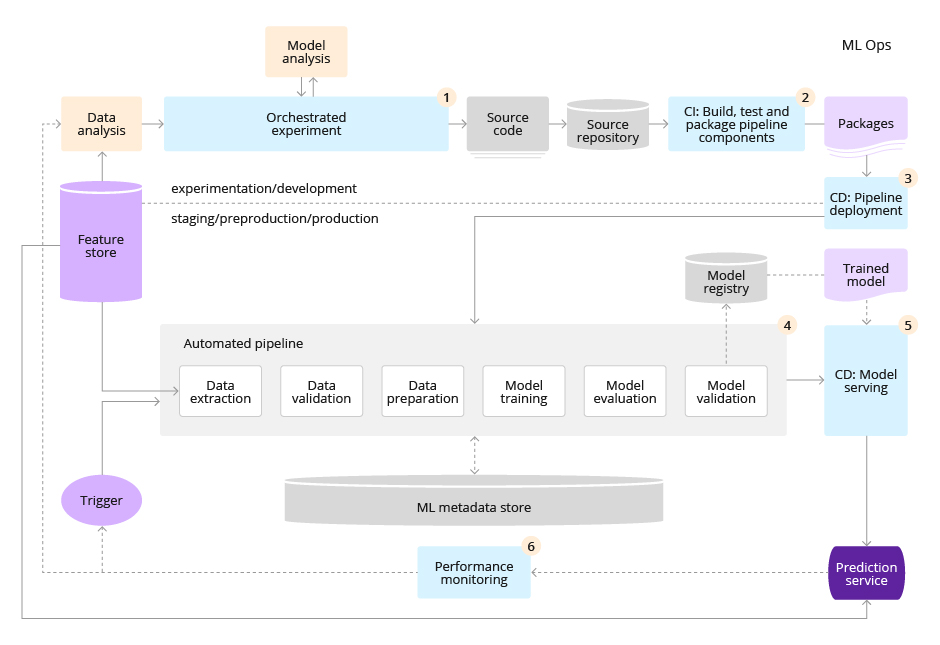 Model
analysis
ML Ops
1
2
Data
analysis
Orchestrated
experiment
Source
code
Source
repository
CI: Build, test and
package pipeline
components
Packages
3
experimentation/development
CD: Pipeline
deployment
staging/preproduction/production
Feature
store
Model
registry
Trained
model
4
5
Automated pipeline
Data
extraction
Data
validation
Data
preparation
Model
training
Model
evaluation
Model
validation
CD: Model
serving
Trigger
ML metadata store
6
Performance
monitoring
Prediction
service